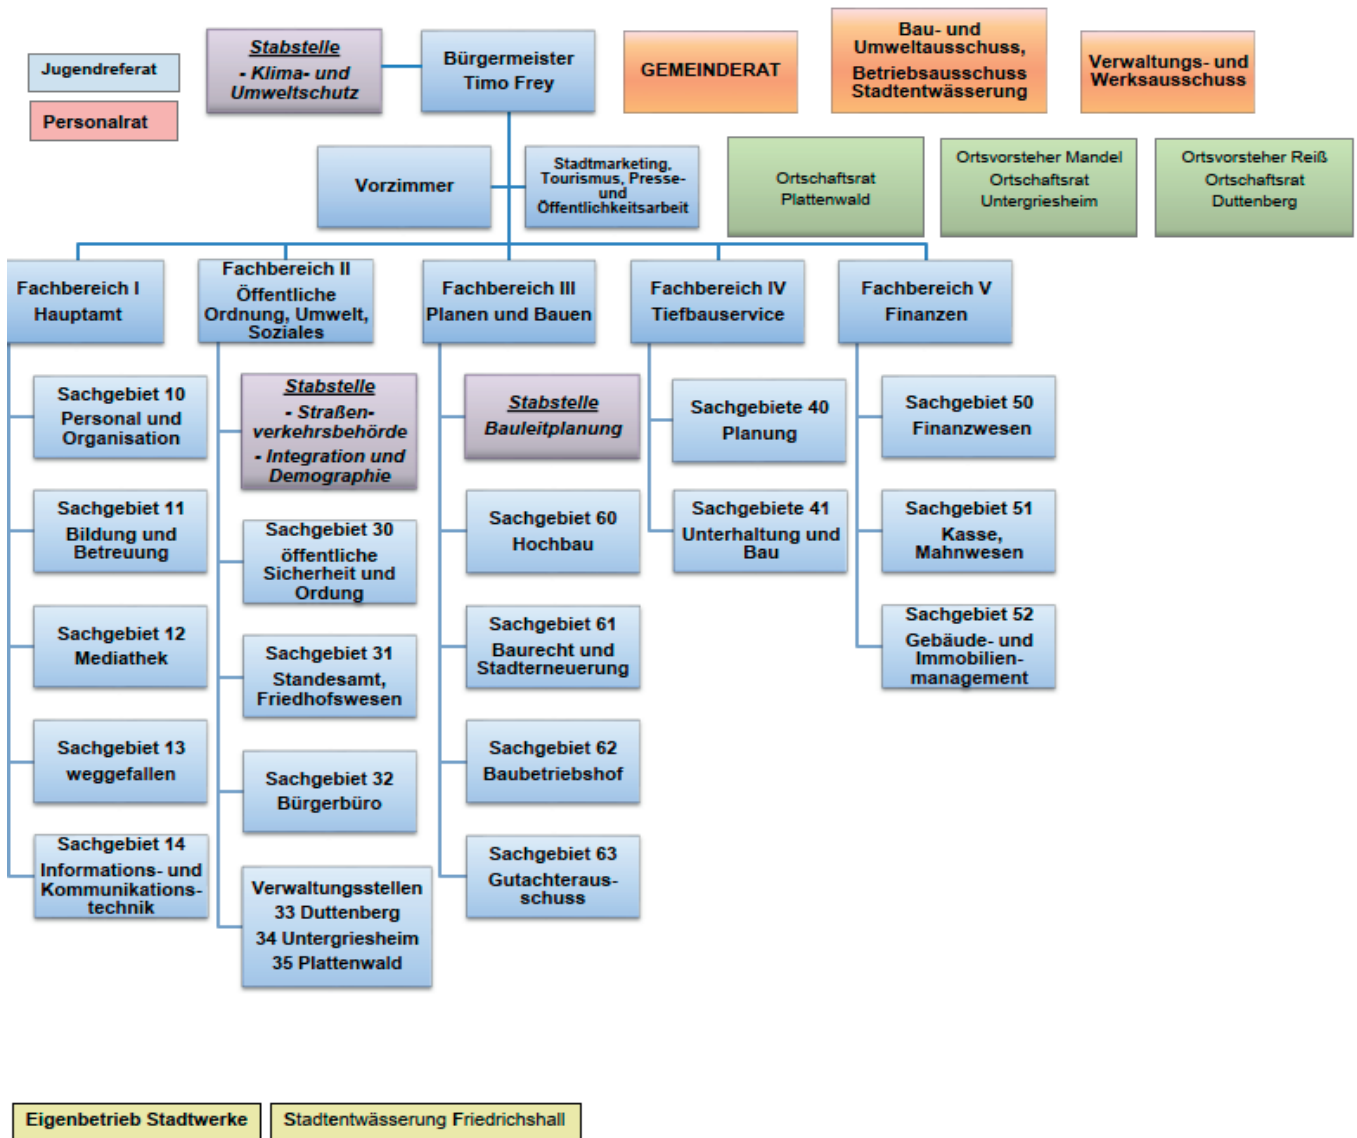 Jugendreferat
Personalrat
Stabstelle
- Klima- und
Umweltschutz
Bürgermeister
Timo Frey
GEMEINDERAT
Bau- und
Umweltausschuss,
Betriebsausschuss
Stadtentwässerung
Verwaltungs- und
Werksausschuss
Vorzimmer
Stadtmarketing,
Tourismus, Presse-
und
Öffentlichkeitsarbeit
Ortschaftsrat
Plattenwald
Ortsvorsteher Mandel
Ortschaftsrat
Untergriesheim
Ortsvorsteher Reiß
Ortschaftsrat
Duttenberg
Fachbereich I
Hauptamt
Sachgebiet 10
Personal und
Organisation
Sachgebiet 11
Bildung und
Betreuung
Sachgebiet 12
Mediathek
Sachgebiet 13
weggefallen
Sachgebiet 14
Informations- und
Kommunikations-
technik
Fachbereich II
Öffentliche
Ordnung, Umwelt,
Soziales
Stabstelle
- Straßen-
verkehrsbehörde
- Integration und
Demographie
Sachgebiet 30
öffentliche
Sicherheit und
Ordung
Sachgebiet 31
Standesamt,
Friedhofswesen
Sachgebiet 32
Bürgerbüro
Verwaltungsstellen
33 Duttenberg
34 Untergriesheim
35 Plattenwald
Fachbereich III
Planen und Bauen
Stabstelle
Bauleitplanung
Sachgebiet 60
Hochbau
Sachgebiet 61
Baurecht und
Stadterneuerung
Sachgebiet 62
Baubetriebshof
Sachgebiet 63
Gutachteraus-
schuss
Fachbereich IV
Tiefbauservice
Sachgebiete 40
Planung
Sachgebiete 41
Unterhaltung und
Bau
Fachbereich V
Finanzen
Sachgebiet 50
Finanzwesen
Sachgebiet 51
Kasse,
Mahnwesen
Sachgebiet 52
Gebäude- und
Immobilien-
management
Eigenbetrieb Stadtwerke
Stadtentwässerung Friedrichshall